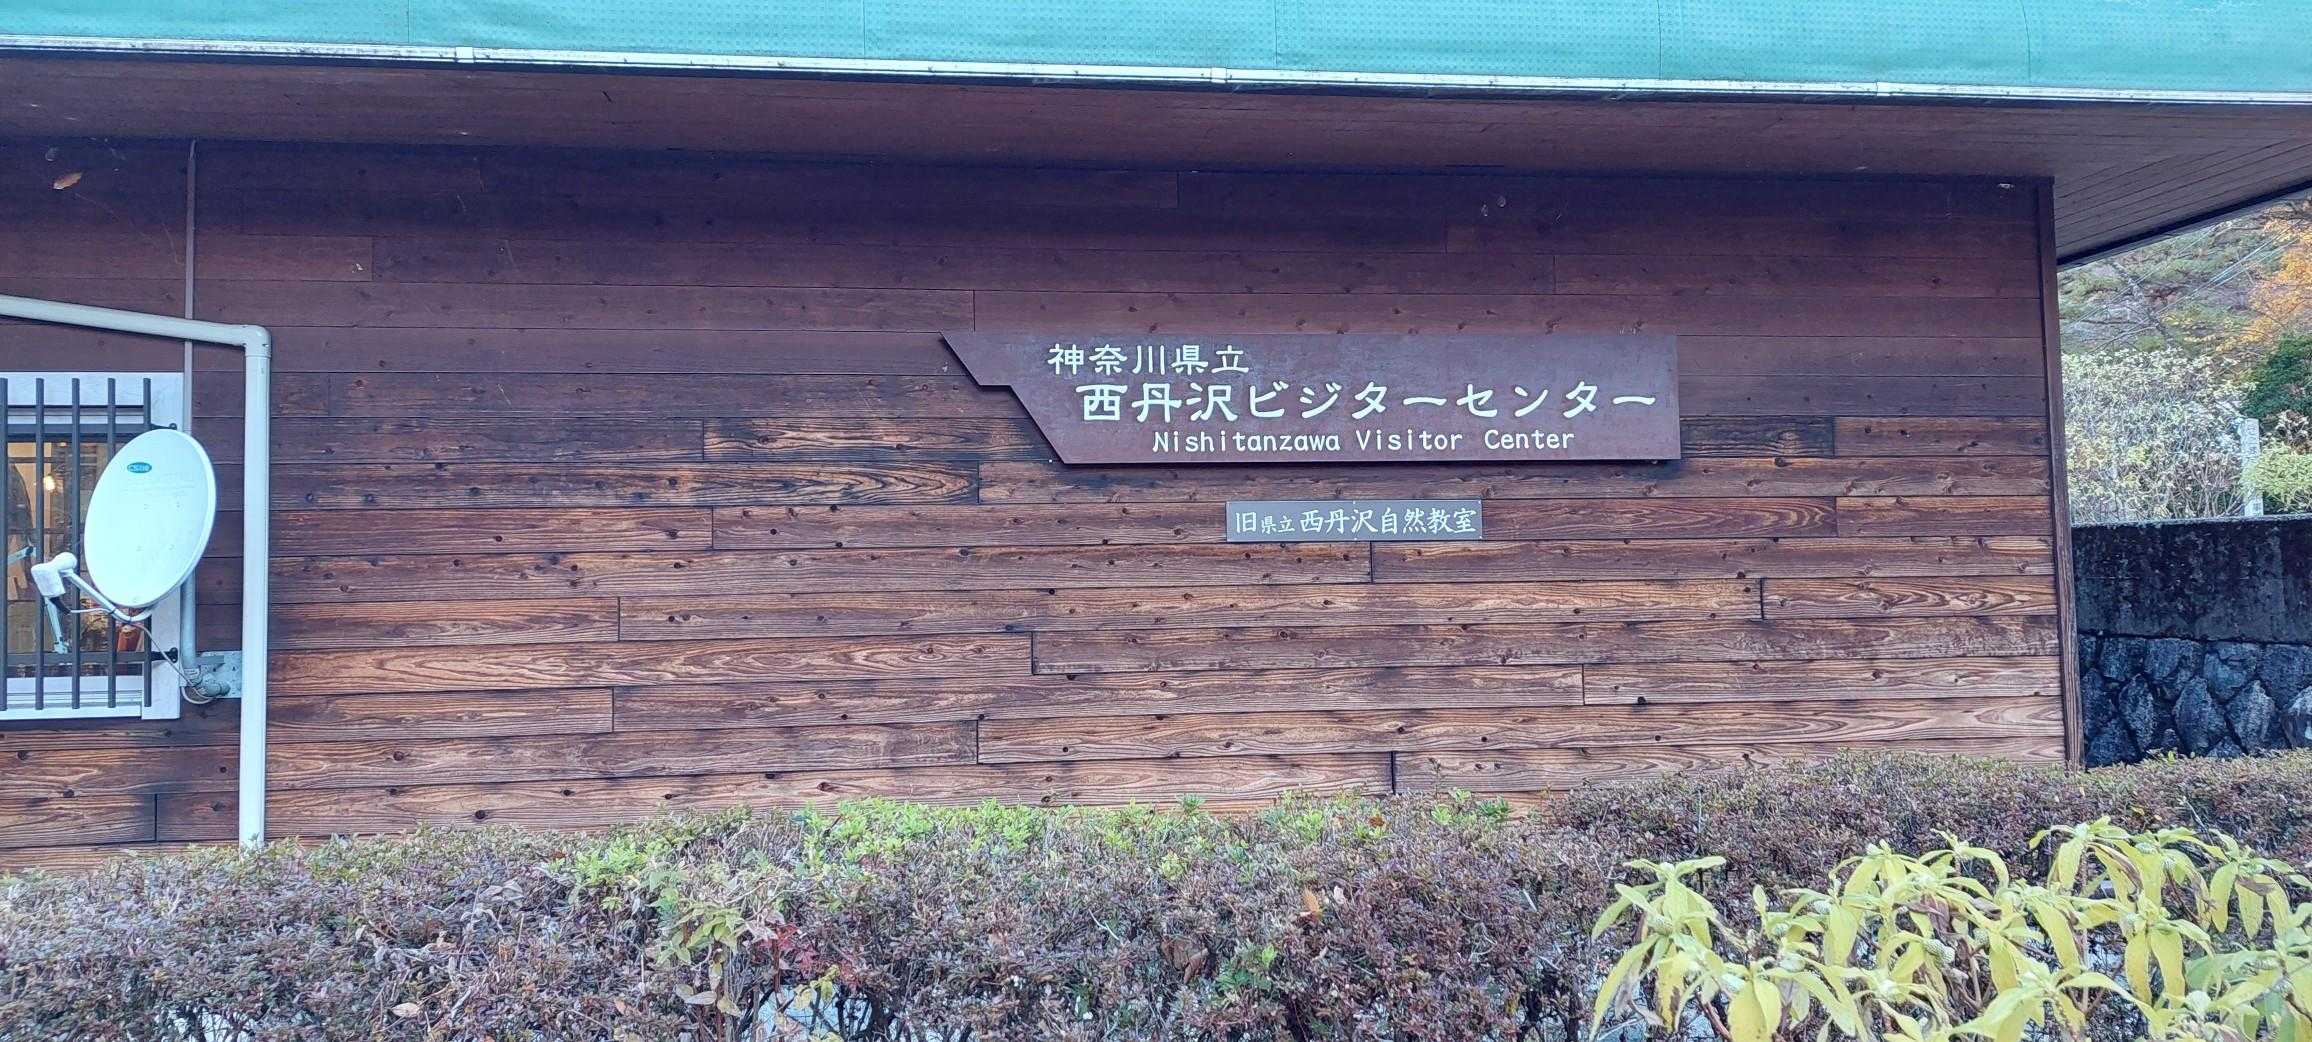 神奈川県立
西丹沢ビジターセンター
Nishitanzawa Visitor Center
旧県立西丹沢自然教室